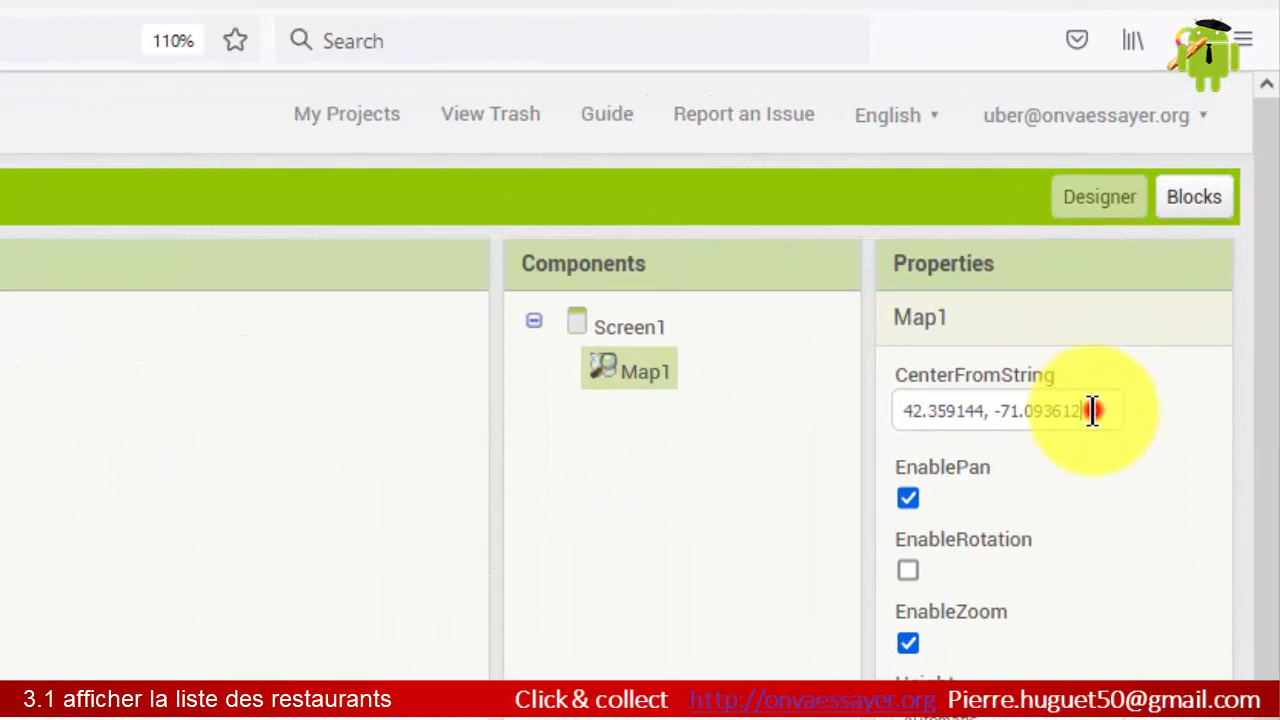 110%
Search
My Projects
View Trash
Guide
Report an Issue
English
uber@onvaessayer.org
Designer
Blocks
Components
Properties
Screen1
Map1
Map1
CenterFromString
42.359144, -71.093612
EnablePan
EnableRotation
EnableZoom
3.1 afficher la liste des restaurants
Click & collect
http://onvaessayer.org
Pierre.huguet50@gmail.com